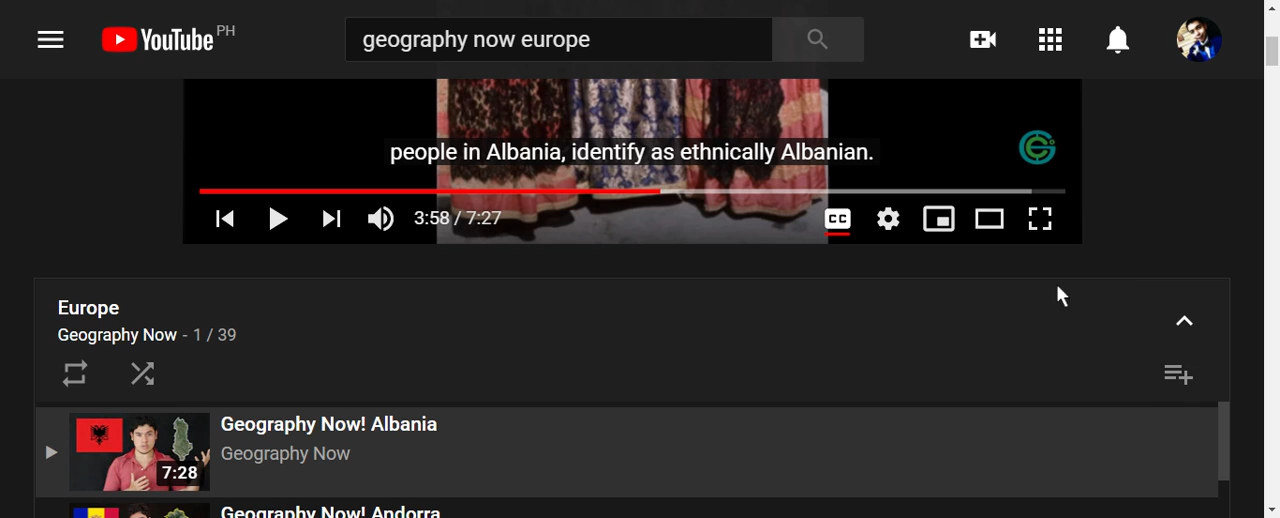 YouTube PH
geography now europe
people in Albania, identify as ethnically Albanian.
3:58 / 7:27
CC
Europe
Geography Now - 1 / 39
Geography Now! Albania
Geography Now
7:28
Geography Now! Andorra